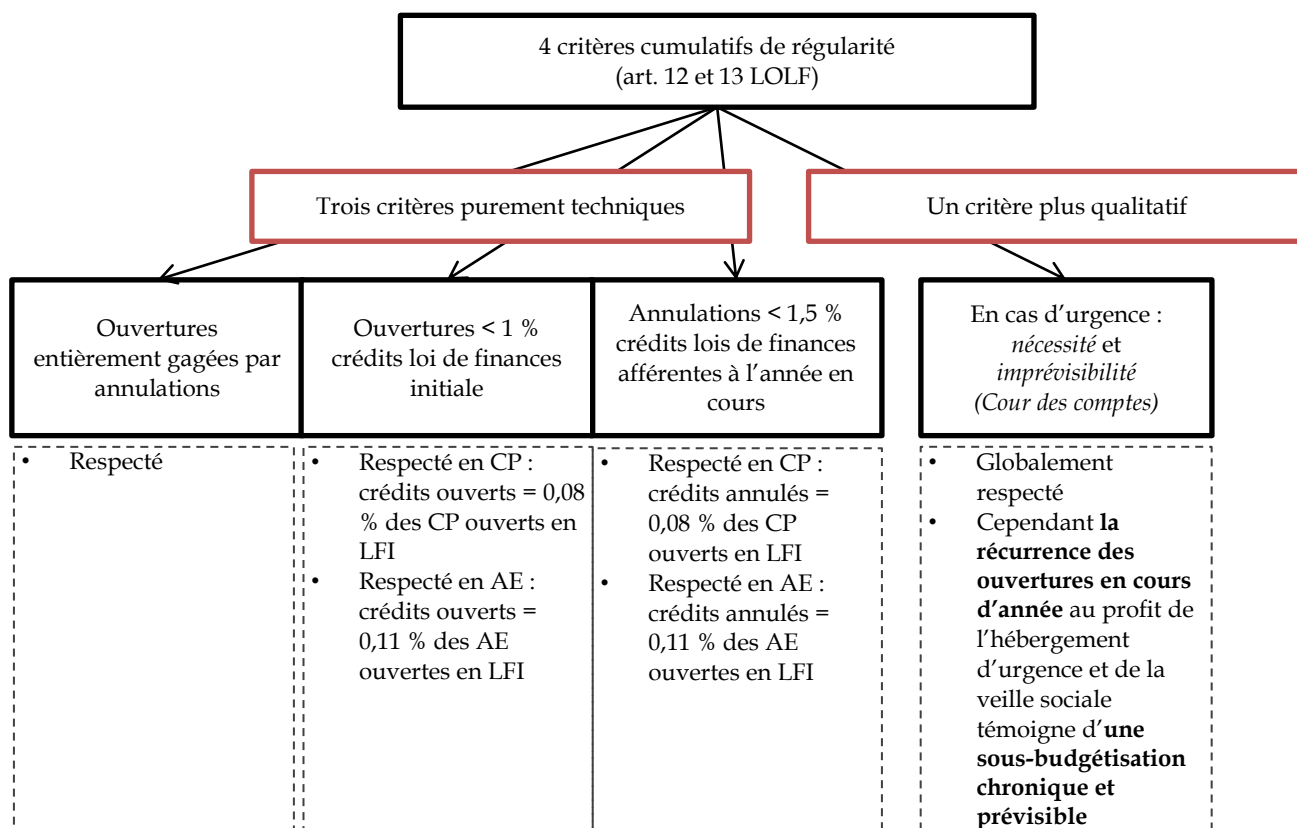 4 critères cumulatifs de régularité
(art. 12 et 13 LOLF)
Trois critères purement techniques
Un critère plus qualitatif
Ouvertures
entièrement gagées par
annulations
Ouvertures < 1 %
crédits loi de finances
initiale
Annulations < 1,5 %
crédits lois de finances
afférentes à l’année en
cours
En cas d’urgence :
nécessité et
imprévisibilité
(Cour des comptes)
• Respecté
• Respecté en CP :
crédits ouverts = 0,08
% des CP ouverts en
LFI
• Respecté en AE :
crédits ouverts =
0,11 % des AE
ouvertes en LFI
• Respecté en CP :
crédits annulés =
0,08 % des CP
ouverts en LFI
• Respecté en AE :
crédits annulés =
0,11 % des AE
ouvertes en LFI
• Globalement
respecté
• Cependant la
récurrence des
ouvertures en cours
d’année au profit de
l’hébergement
d’urgence et de la
veille sociale
témoigne d’une
sous-budgétisation
chronique et
prévisible